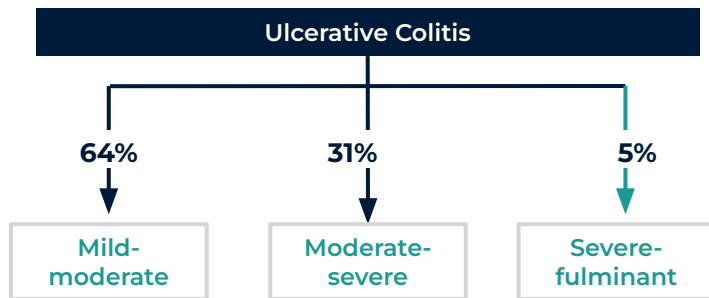 Ulcerative Colitis
64%
31%
5%
Mild-
moderate
Moderate-
severe
Severe-
fulminant